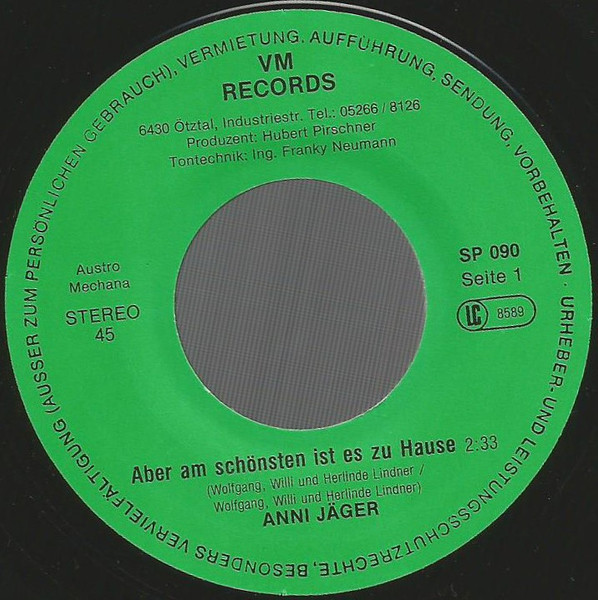 URHEBER- UND LEISTUNGSSCHUTZRECHTE, BESONDERS VERVIELFÄLTIGUNG (AUSSER ZUM PERSÖNLICHEN GEBRAUCH), VERMIETUNG. AUFFÜHRUNG, SENDUNG, VORBEHALTEN ·
VM
RECORDS
6430 Ötztal, Industriestr. Tel.: 05266 / 8126
Produzent: Hubert Pirschner
Tontechnik: Ing. Franky Neumann
Austro
Mechana
STEREO
45
SP 090
Seite 1
LC 8589
Aber am schönsten ist es zu Hause 2:33
(Wolfgang, Willi und Herlinde Lindner /
Wolfgang, Willi und Herlinde Lindner)
ANNI JÄGER